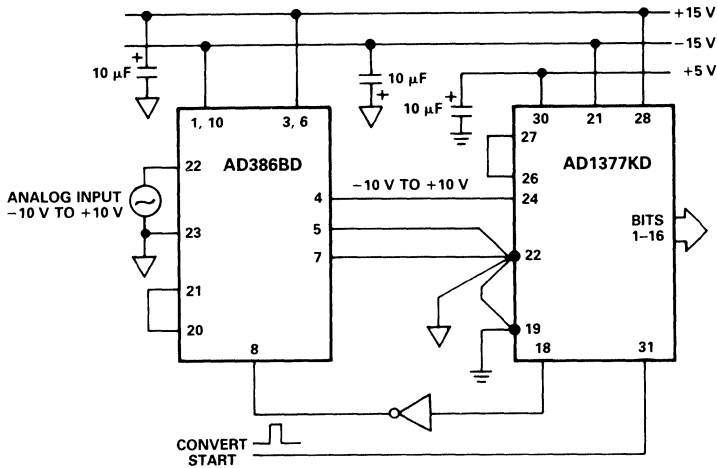 +15 V
−15 V
+5 V
10 µF
+
10 µF
+
10 µF
+
1, 10
3, 6
30
21
28
AD386BD
AD1377KD
27
26
22
4
−10 V TO +10 V
24
ANALOG INPUT
−10 V TO +10 V
23
5
7
22
BITS
1–16
21
20
19
8
18
31
CONVERT
START